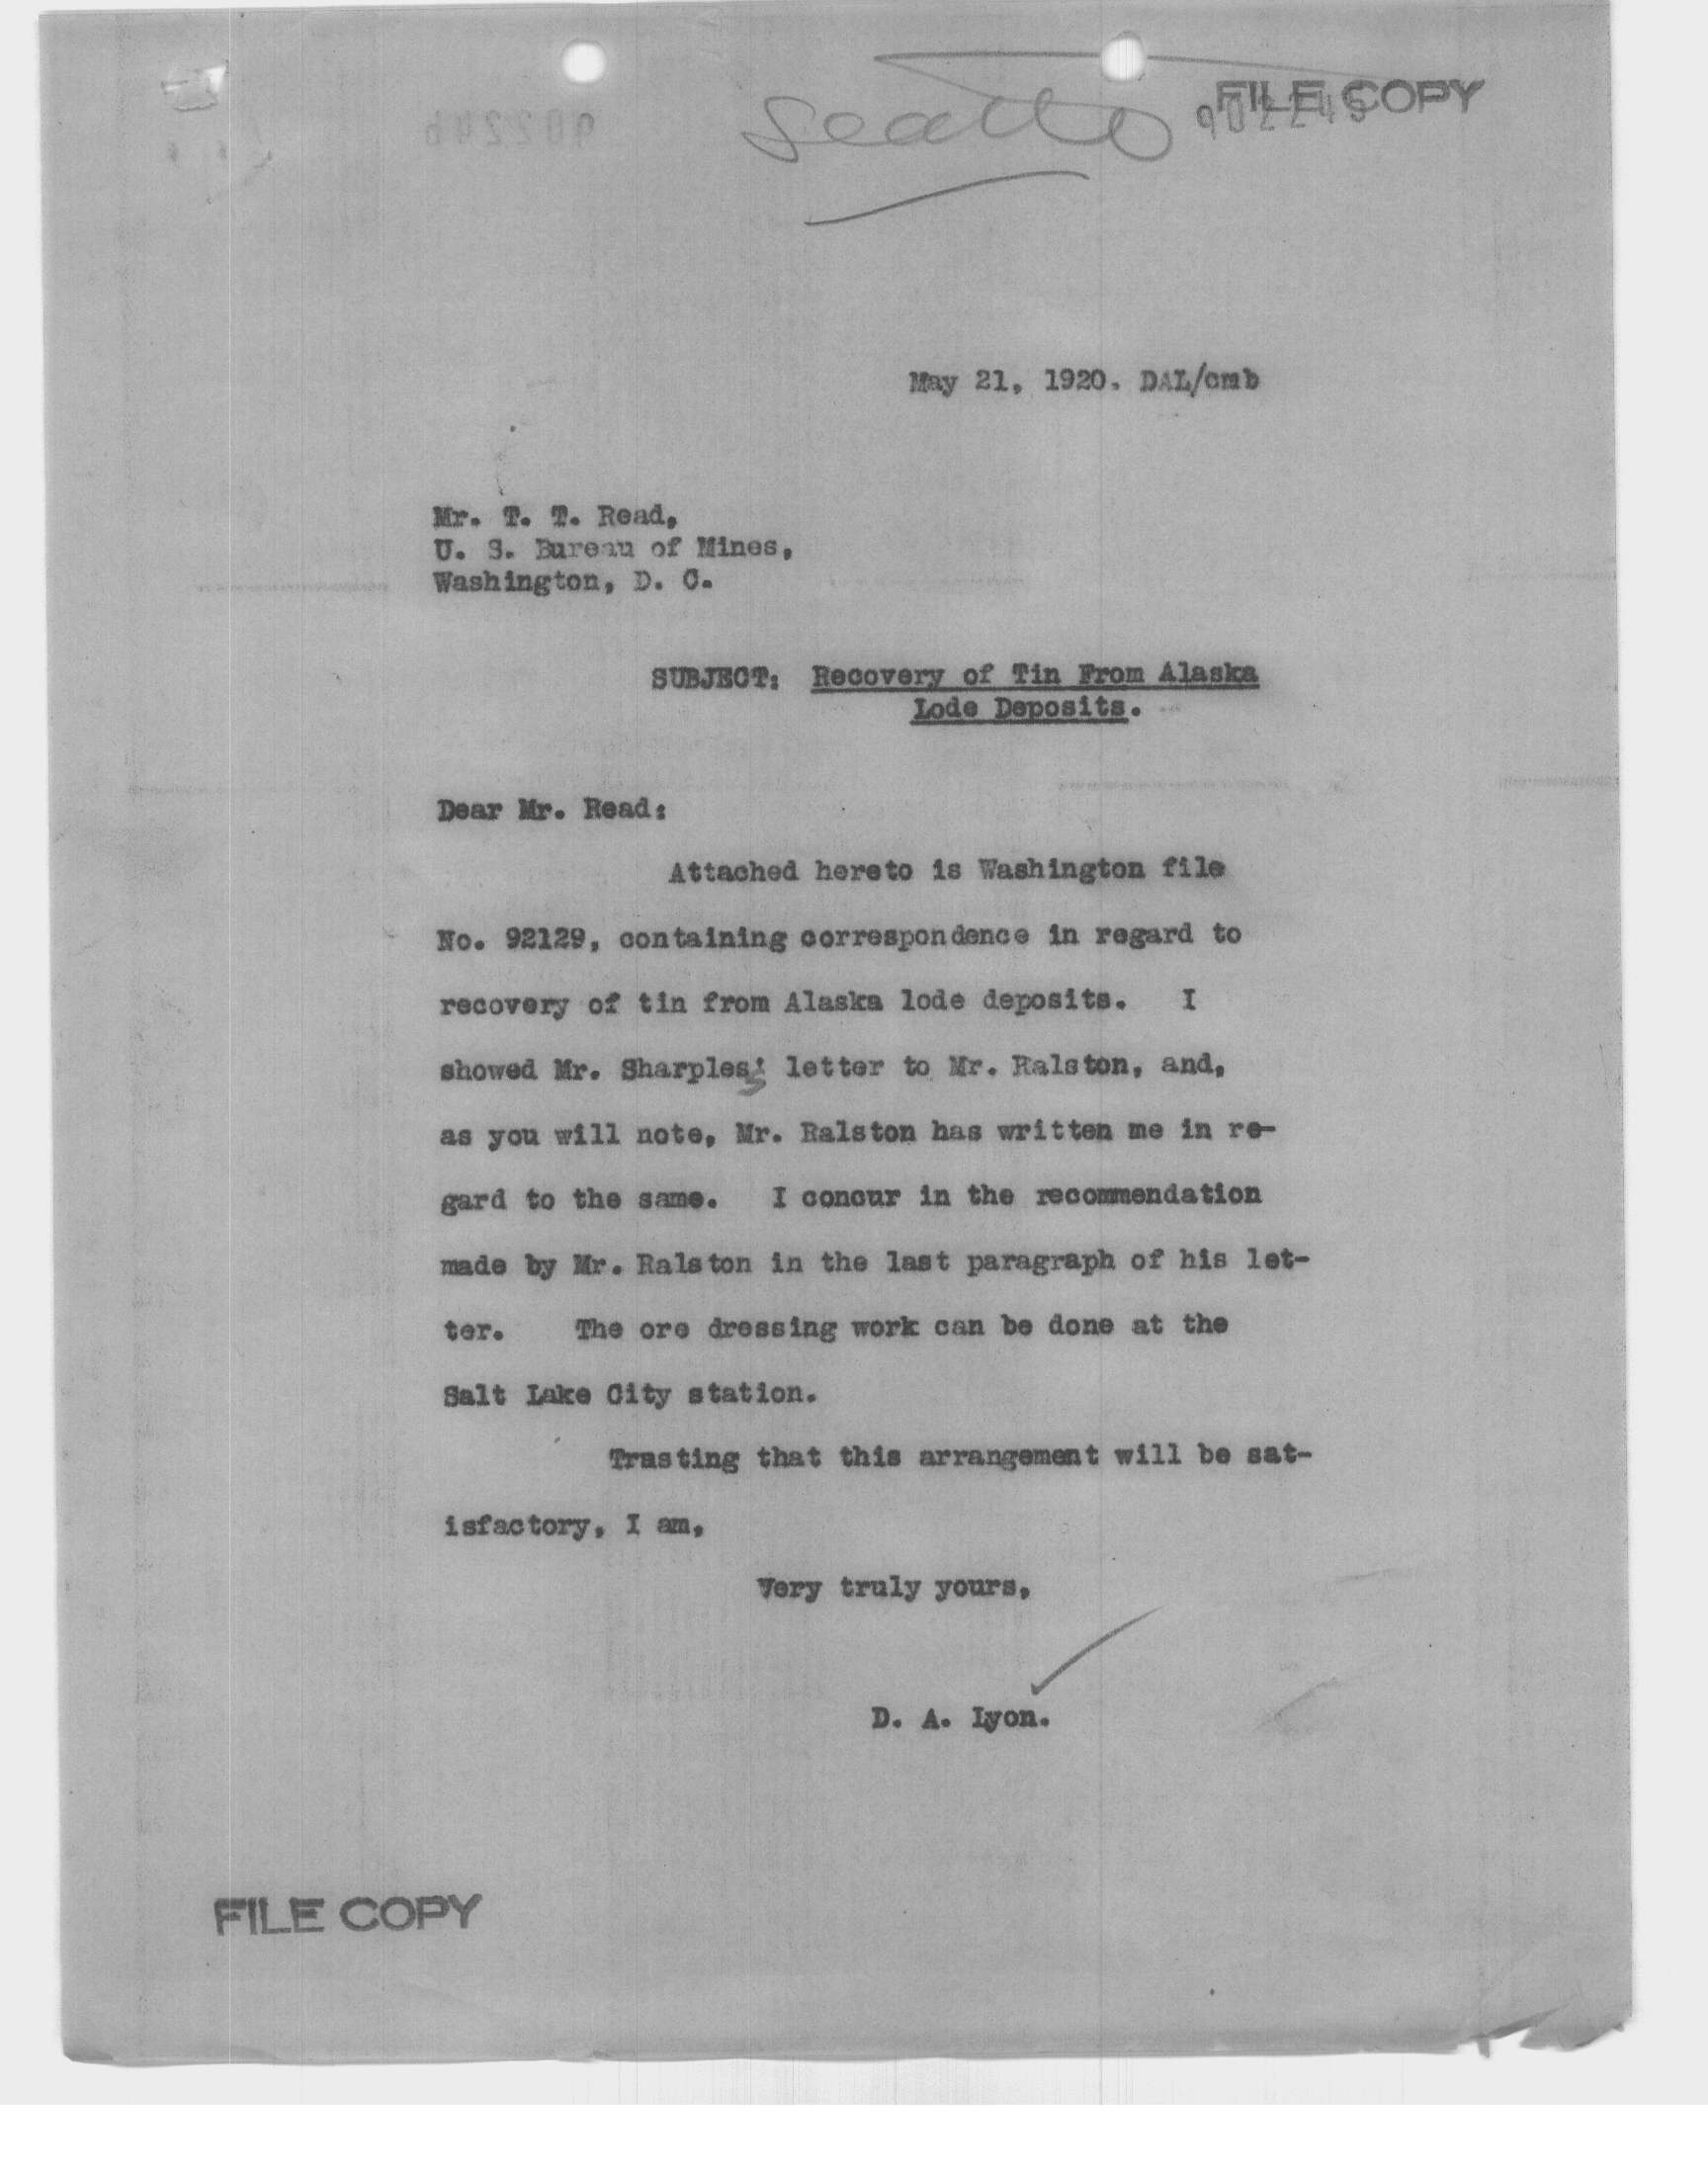 Seattle
FILE COPY
May 21, 1920. DAL/cmb
Mr. T. T. Read,
U. S. Bureau of Mines,
Washington, D. C.
SUBJECT: Recovery of Tin From Alaska
Lode Deposits.
Dear Mr. Read:
Attached hereto is Washington file
No. 92129, containing correspondence in regard to
recovery of tin from Alaska lode deposits. I
showed Mr. Sharples' letter to Mr. Ralston, and,
as you will note, Mr. Ralston has written me in re-
gard to the same. I concur in the recommendation
made by Mr. Ralston in the last paragraph of his let-
ter. The ore dressing work can be done at the
Salt Lake City station.
Trusting that this arrangement will be sat-
isfactory, I am,
Very truly yours,
D. A. Lyon.
FILE COPY